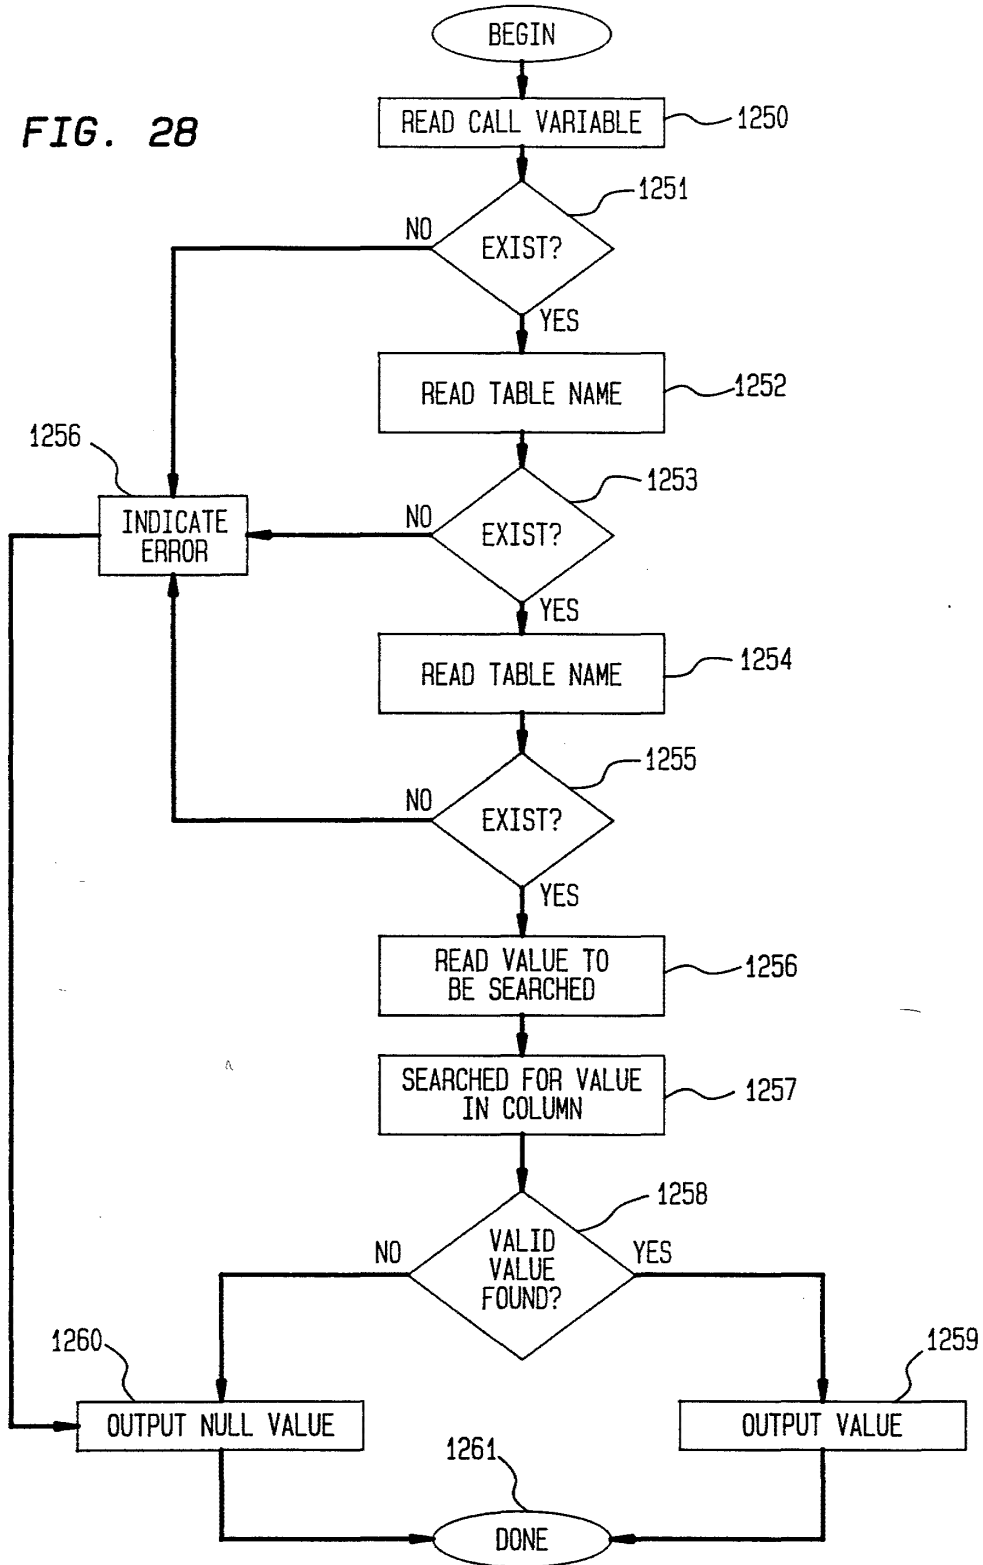 BEGIN
FIG. 28
READ CALL VARIABLE
1250
1251
NO
EXIST?
YES
READ TABLE NAME
1252
1256
1253
INDICATE
ERROR
NO
EXIST?
YES
READ TABLE NAME
1254
1255
NO
EXIST?
YES
READ VALUE TO
BE SEARCHED
1256
SEARCHED FOR VALUE
IN COLUMN
1257
1258
NO
VALID
VALUE
FOUND?
YES
1260
1259
OUTPUT NULL VALUE
OUTPUT VALUE
1261
DONE